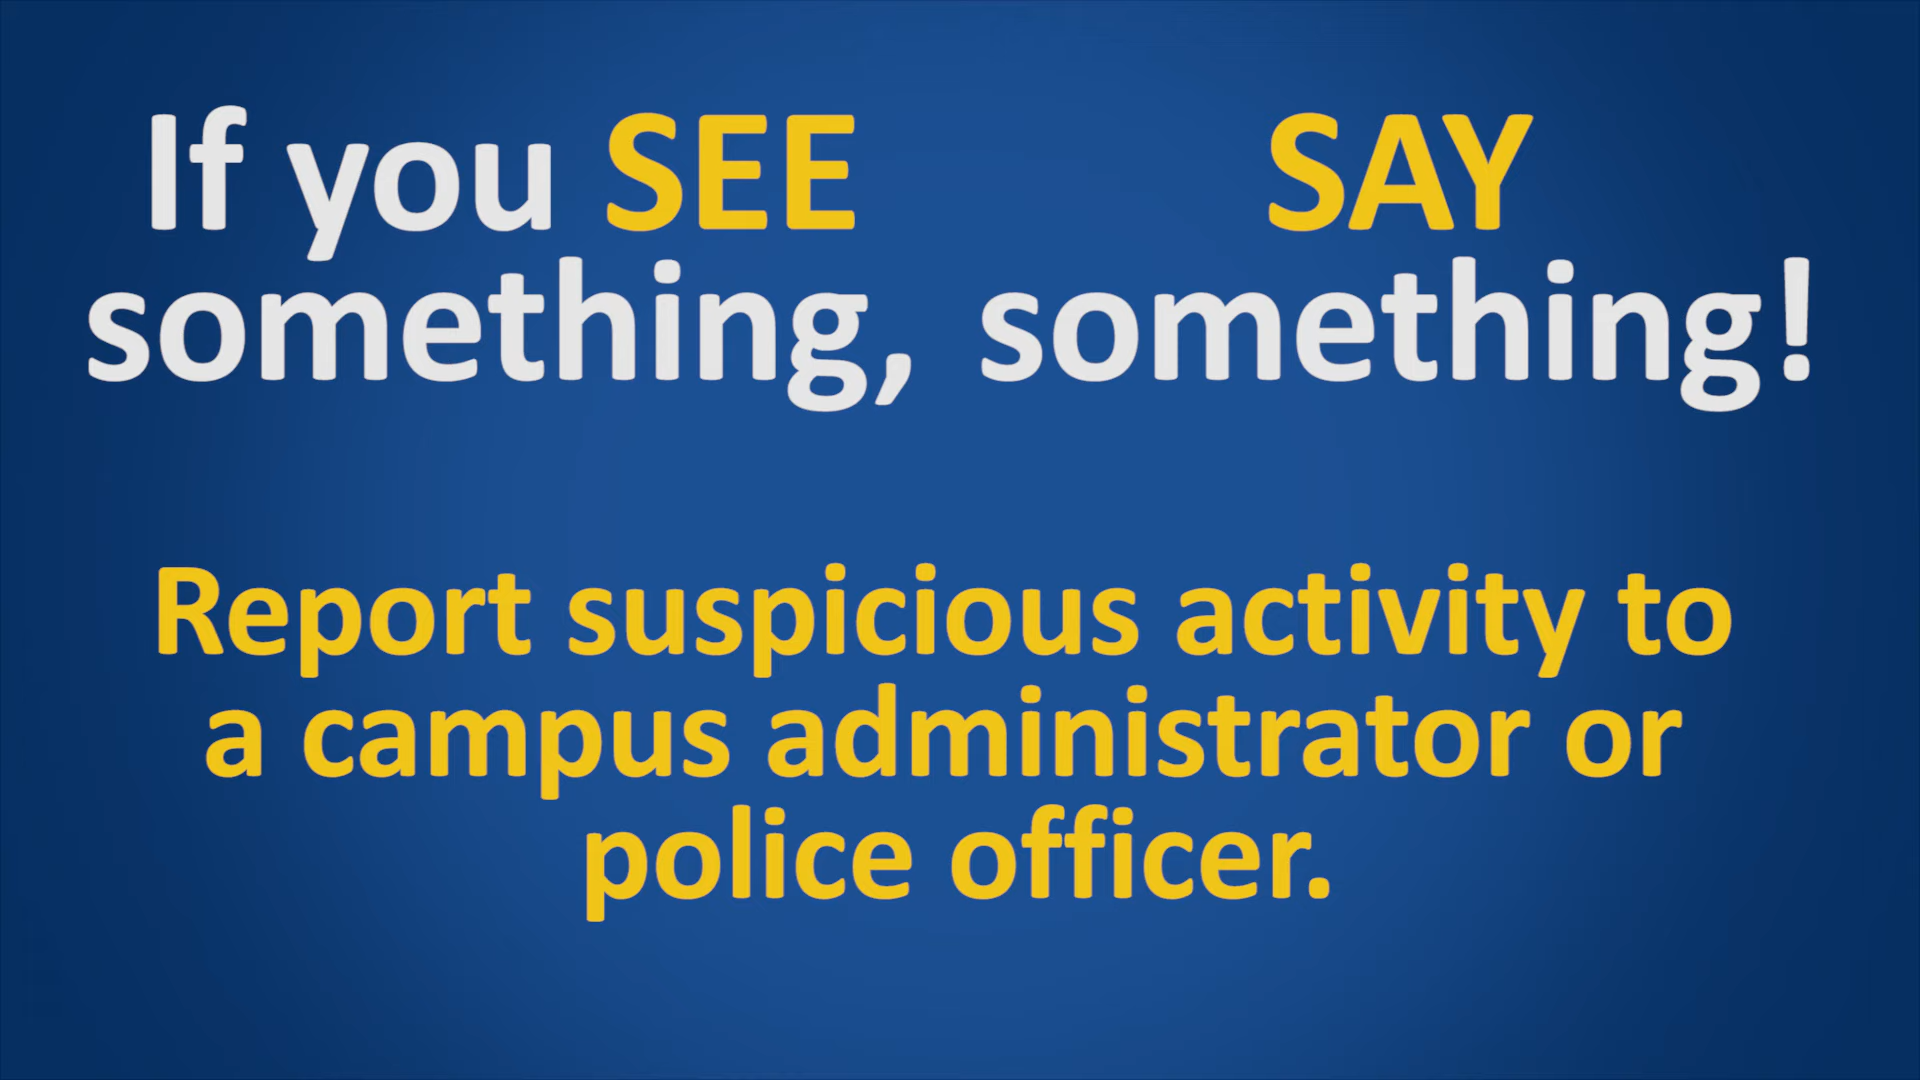 If you SEE something,
SAY something!
Report suspicious activity to
a campus administrator or
police officer.